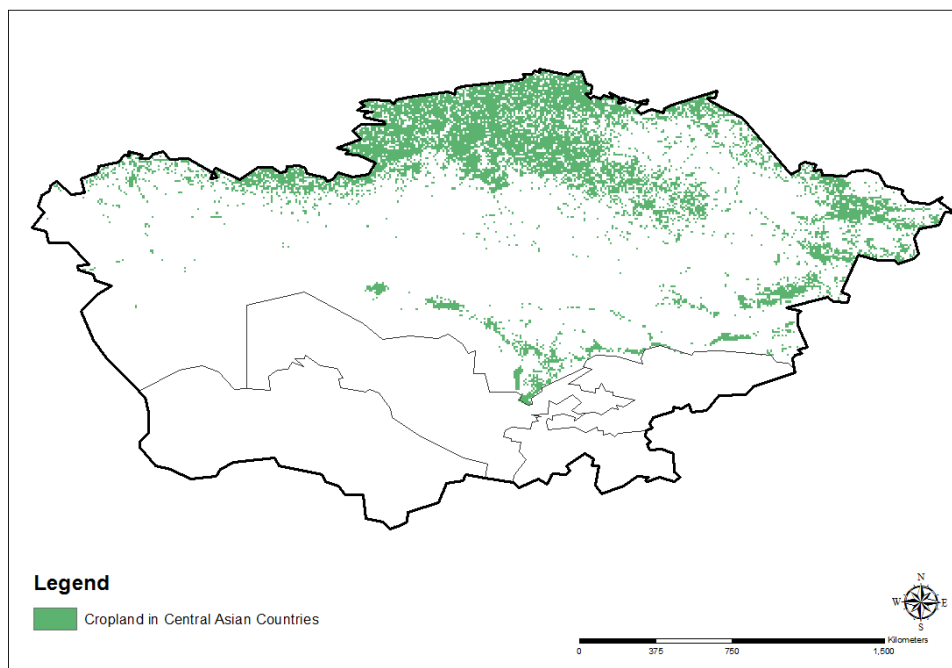 Legend
Cropland in Central Asian Countries
N
W E
S
Kilometers
0 375 750 1,500